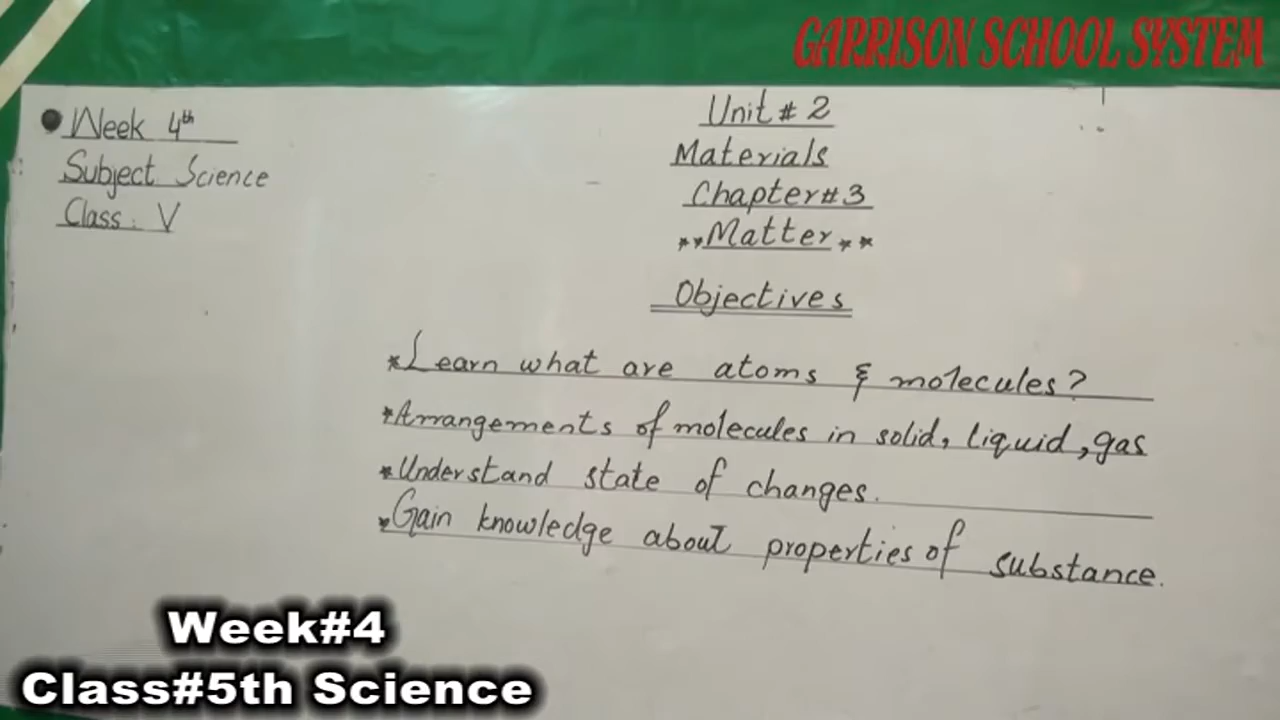 GARRISON SCHOOL SYSTEM
Week 4th
Subject Science
Class: V
Unit # 2
Materials
Chapter # 3
**Matter**
Objectives
*Learn what are atoms & molecules?
*Arrangements of molecules in solid, liquid, gas
*Understand state of changes.
*Gain knowledge about properties of substance.
Week#4
Class#5th Science